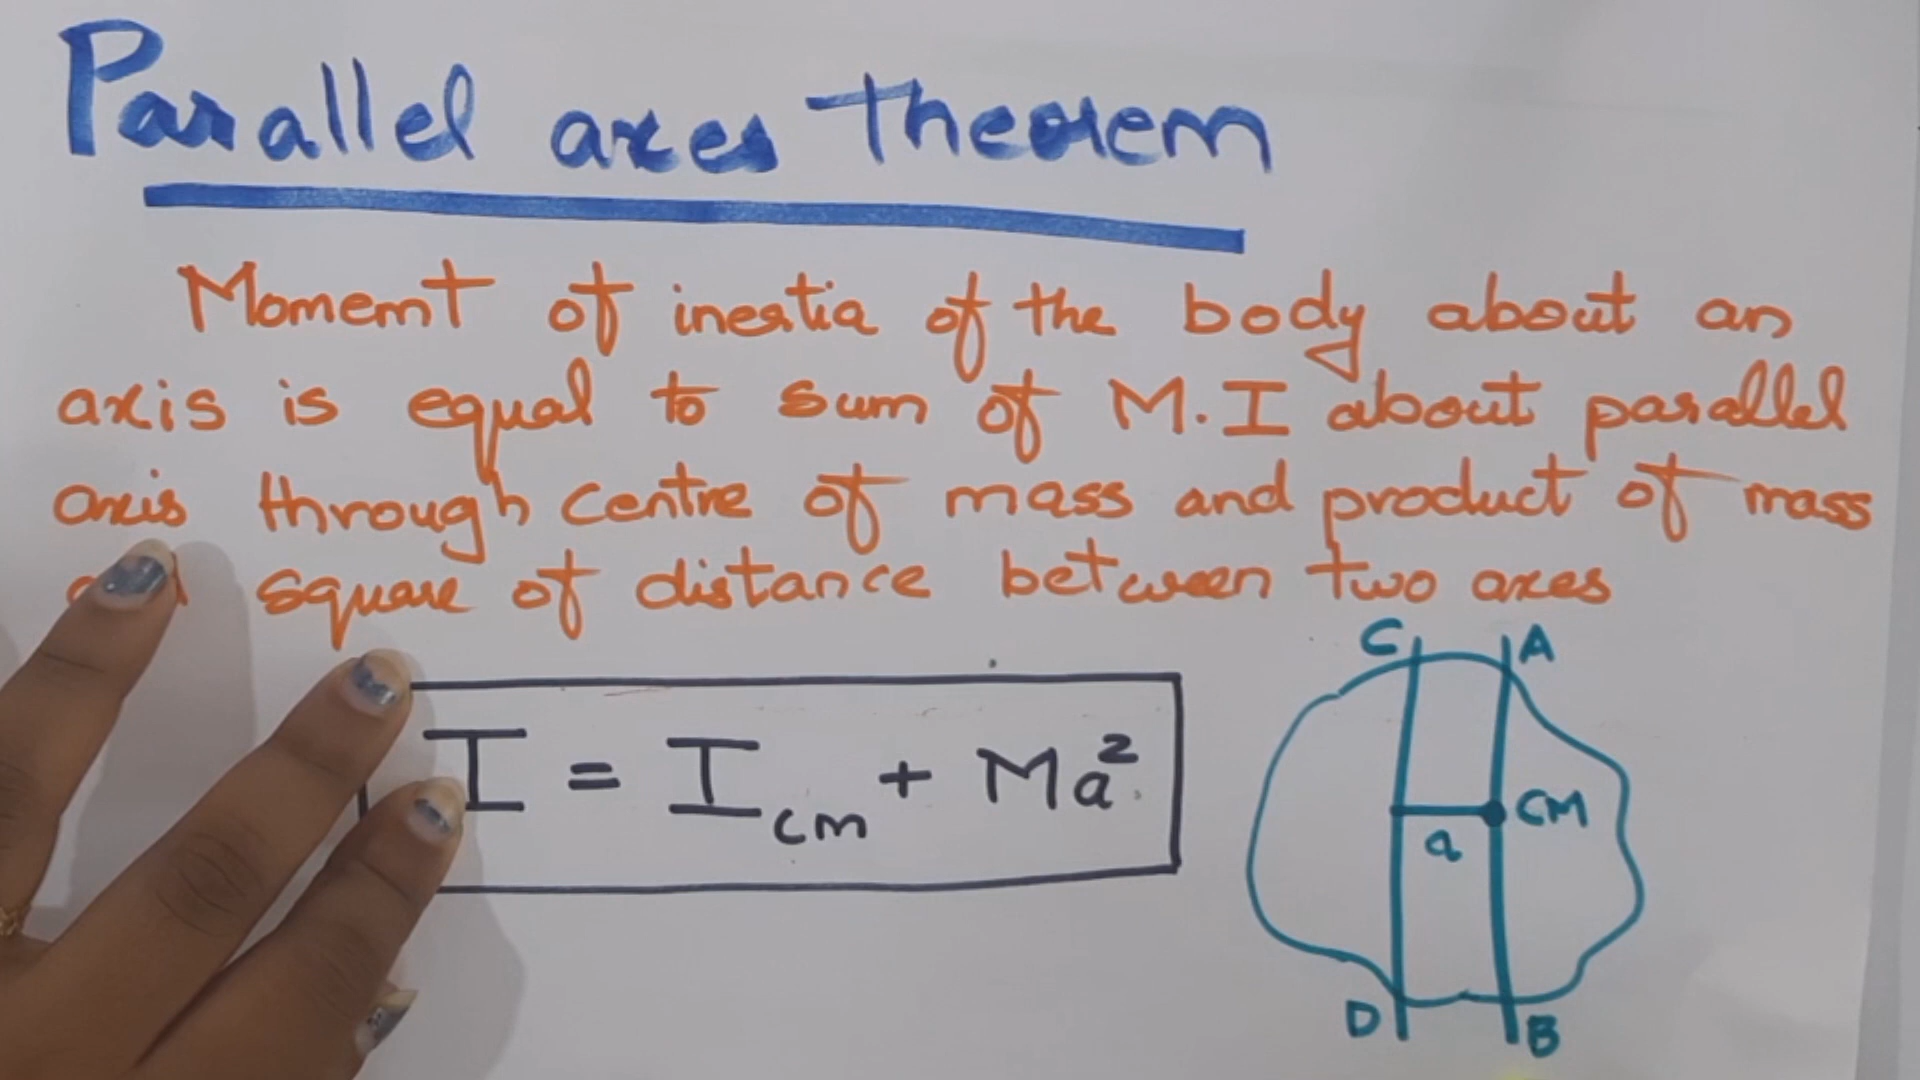 Parallel axes Theorem
Moment of inertia of the body about an
axis is equal to sum of M.I about parallel
axis through centre of mass and product of mass
square of distance between two axes
C A
I = Icm + Ma²
CM
a
D B